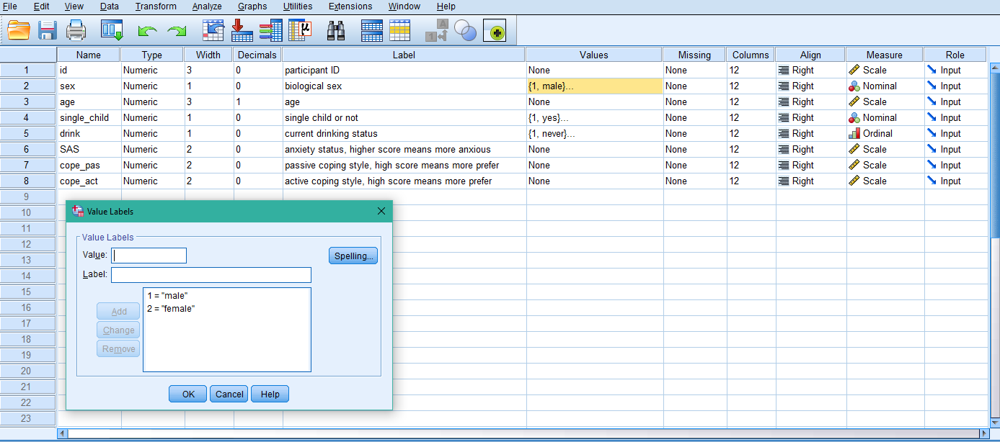 File Edit View Data Transform Analyze Graphs Utilities Extensions Window Help
Name Type Width Decimals Label Values Missing Columns Align Measure Role
1 id Numeric 3 0 participant ID None None 12 Right Scale Input
2 sex Numeric 1 0 biological sex {1, male}... None 12 Right Nominal Input
3 age Numeric 3 1 age None None 12 Right Scale Input
4 single_child Numeric 1 0 single child or not {1, yes}... None 12 Right Nominal Input
5 drink Numeric 1 0 current drinking status {1, never}... None 12 Right Ordinal Input
6 SAS Numeric 2 0 anxiety status, higher score means more anxious None None 12 Right Scale Input
7 cope_pas Numeric 2 0 passive coping style, high score means more prefer None None 12 Right Scale Input
8 cope_act Numeric 2 0 active coping style, high score means more prefer None None 12 Right Scale Input
9
10
11
12
13
14
15
16
17
18
19
20
21
22
23
Value Labels
Value Labels
Value:
Spelling...
Label:
1 = "male"
2 = "female"
Add
Change
Remove
OK Cancel Help